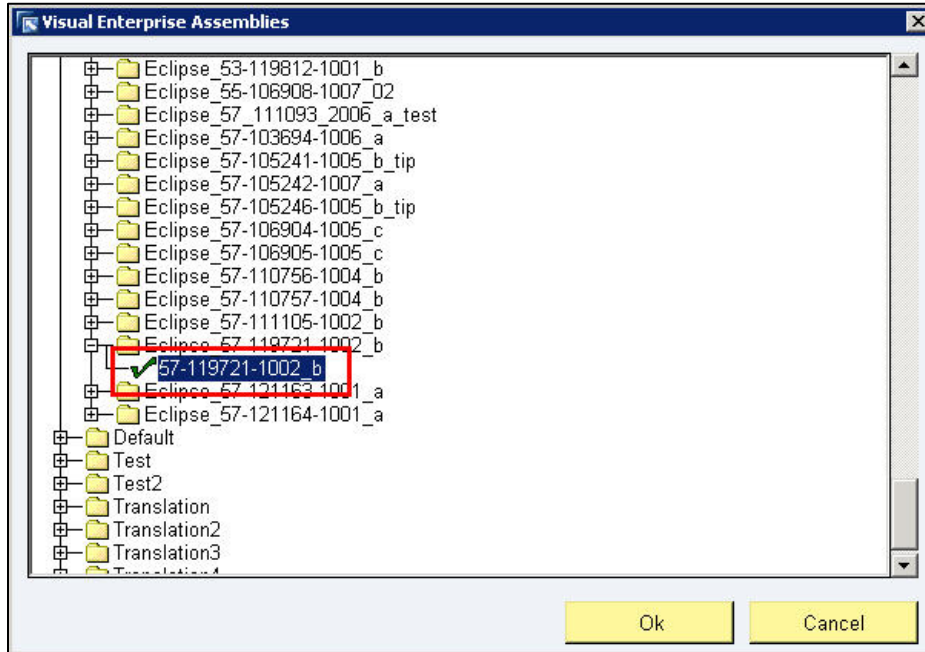 Visual Enterprise Assemblies
Eclipse_53-119812-1001_b
Eclipse_55-106908-1007_02
Eclipse_57_111093_2006_a_test
Eclipse_57-103694-1006_a
Eclipse_57-105241-1005_b_tip
Eclipse_57-105242-1007_a
Eclipse_57-105246-1005_b_tip
Eclipse_57-106904-1005_c
Eclipse_57-106905-1005_c
Eclipse_57-110756-1004_b
Eclipse_57-110757-1004_b
Eclipse_57-111105-1002_b
Eclipse_57-119721-1002_b
57-119721-1002_b
Eclipse_57-121163-1001_a
Eclipse_57-121164-1001_a
Default
Test
Test2
Translation
Translation2
Translation3
Translation4
Ok
Cancel